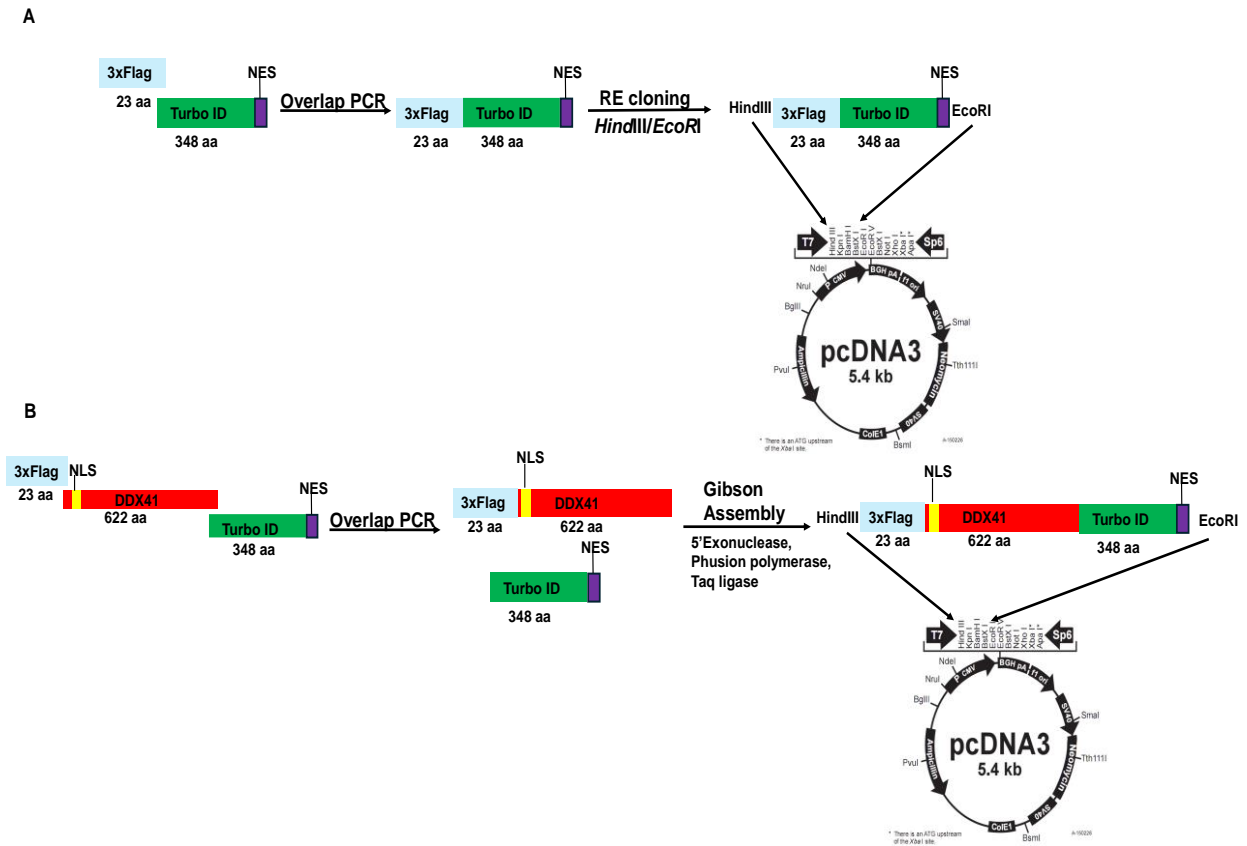 A
3xFlag
23 aa
NES
Turbo ID
348 aa
Overlap PCR
NES
3xFlag
Turbo ID
23 aa
348 aa
RE cloning
HindIII/EcoRI
HindIII
NES
3xFlag
Turbo ID
EcoRI
23 aa
348 aa
T7
Hind III
Kpn I
BamH I
BstX I
EcoR I
EcoR V
BstX I
Not I
Xho I
Xba I*
Apa I*
Sp6
NdeI
NruI
BglII
PvuI
P CMV
BGH pA
f1 ori
SV40
SmaI
Neomycin
Tth111I
SV40
BsmI
ColE1
Ampicillin
pcDNA3
5.4 kb
* There is an ATG upstream
of the XbaI site.
A-150228
B
3xFlag
NLS
23 aa
DDX41
622 aa
NES
Turbo ID
348 aa
Overlap PCR
NLS
3xFlag
DDX41
23 aa
622 aa
NES
Turbo ID
348 aa
Gibson
Assembly
5'Exonuclease,
Phusion polymerase,
Taq ligase
HindIII
NLS
NES
3xFlag
DDX41
Turbo ID
EcoRI
23 aa
622 aa
348 aa
T7
Hind III
Kpn I
BamH I
BstX I
EcoR I
EcoR V
BstX I
Not I
Xho I
Xba I*
Apa I*
Sp6
NdeI
NruI
BglII
PvuI
P CMV
BGH pA
f1 ori
SV40
SmaI
Neomycin
Tth111I
SV40
BsmI
ColE1
Ampicillin
pcDNA3
5.4 kb
* There is an ATG upstream
of the XbaI site.
A-150228